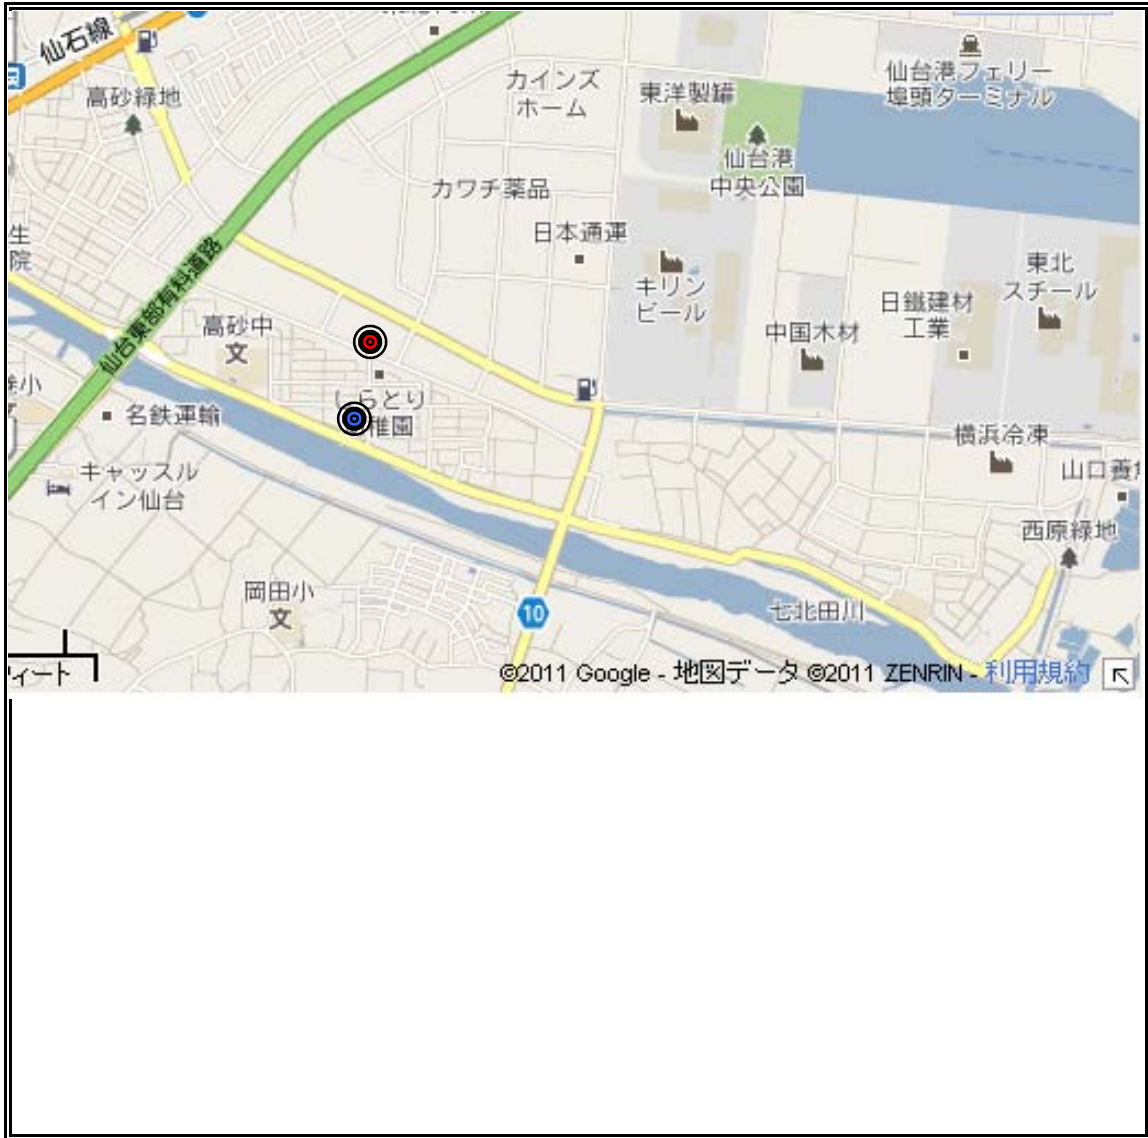 仙石線
高砂緑地
カインズ
ホーム
東洋製罐
仙台港フェリー
埠頭ターミナル
仙台港
中央公園
カワチ薬品
日本通運
生
院
仙台東部有料道路
キリン
ビール
東北
スチール
日鐵建材
工業
中国木材
高砂中
文
しらとり
稚園
小
名鉄運輸
横浜冷凍
山口養
キャッスル
イン仙台
西原緑地
岡田小
文
10
七北田川
ィート
©2011 Google - 地図データ ©2011 ZENRIN - 利用規約